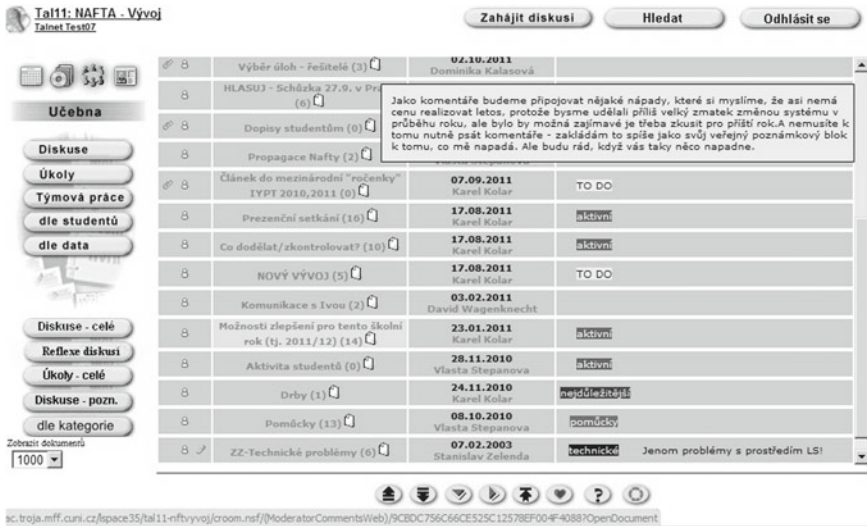 Tal11: NAFTA - Vývoj
Talnet Test07
Zahájit diskusi
Hledat
Odhlásit se
Učebna
Diskuse
Úkoly
Týmová práce
dle studentů
dle data
Diskuse - celé
Reflexe diskusí
Úkoly - celé
Diskuse - pozn.
dle kategorie
Zobrazit dokumentů
1000
Výběr úloh - řešitelé (3) 02.10.2011
Dominika Kalasová
HLASUJ - Schůzka 27.9. v
(6)
Dopisy studentům (0)
Propagace Nafty (2)
Vlasta Stepanova
Jako komentáře budeme připojovat nějaké nápady, které si myslíme, že asi nemá
cenu realizovat letos, protože bysme udělali příliš velký zmatek změnou systému v
průběhu roku, ale bylo by možná zajímavé je třeba zkusit pro příští rok.A nemusíte k
tomu nutně psát komentáře - zakládám to spíše jako svůj veřejný poznámkový blok
k tomu, co mě napadá. Ale budu rád, když vás taky něco napadne.
Článek do mezinárodní "ročenky" 07.09.2011 TO DO
IYPT 2010,2011 (0) Karel Kolar
Prezenční setkání (16) 17.08.2011 aktivní
Karel Kolar
Co dodělat/zkontrolovat? (10) 17.08.2011 aktivní
Karel Kolar
NOVÝ VÝVOJ (5) 17.08.2011 TO DO
Karel Kolar
Komunikace s Ivou (2) 03.02.2011
David Wagenknecht
Možnosti zlepšení pro tento školní 23.01.2011 aktivní
rok (tj. 2011/12) (14) Karel Kolar
Aktivita studentů (0) 28.11.2010 aktivní
Vlasta Stepanova
Drby (1) 24.11.2010 nejdůležitější
Karel Kolar
Pomůcky (13) 08.10.2010 pomůcky
Vlasta Stepanova
ZZ-Technické problémy (6) 07.02.2003 technické Jenom problémy s prostředím LS!
Stanislav Zelenda
ac.troja.mff.cuni.cz/lspace35/tal11-nftvyvoj/croom.nsf/(ModeratorCommentsWeb)/9CBDC756C66CE525C12578EF004F4088?OpenDocument